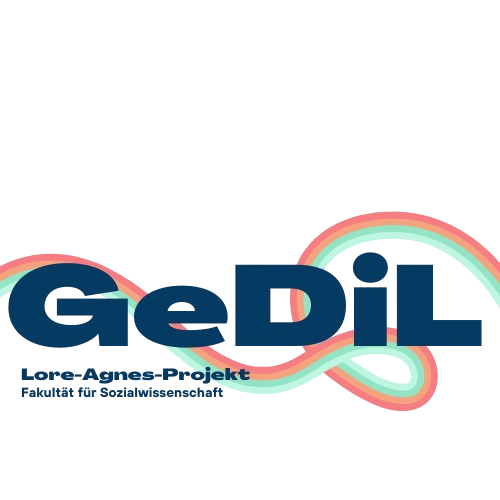 GeDiL
Lore-Agnes-Projekt
Fakultät für Sozialwissenschaft